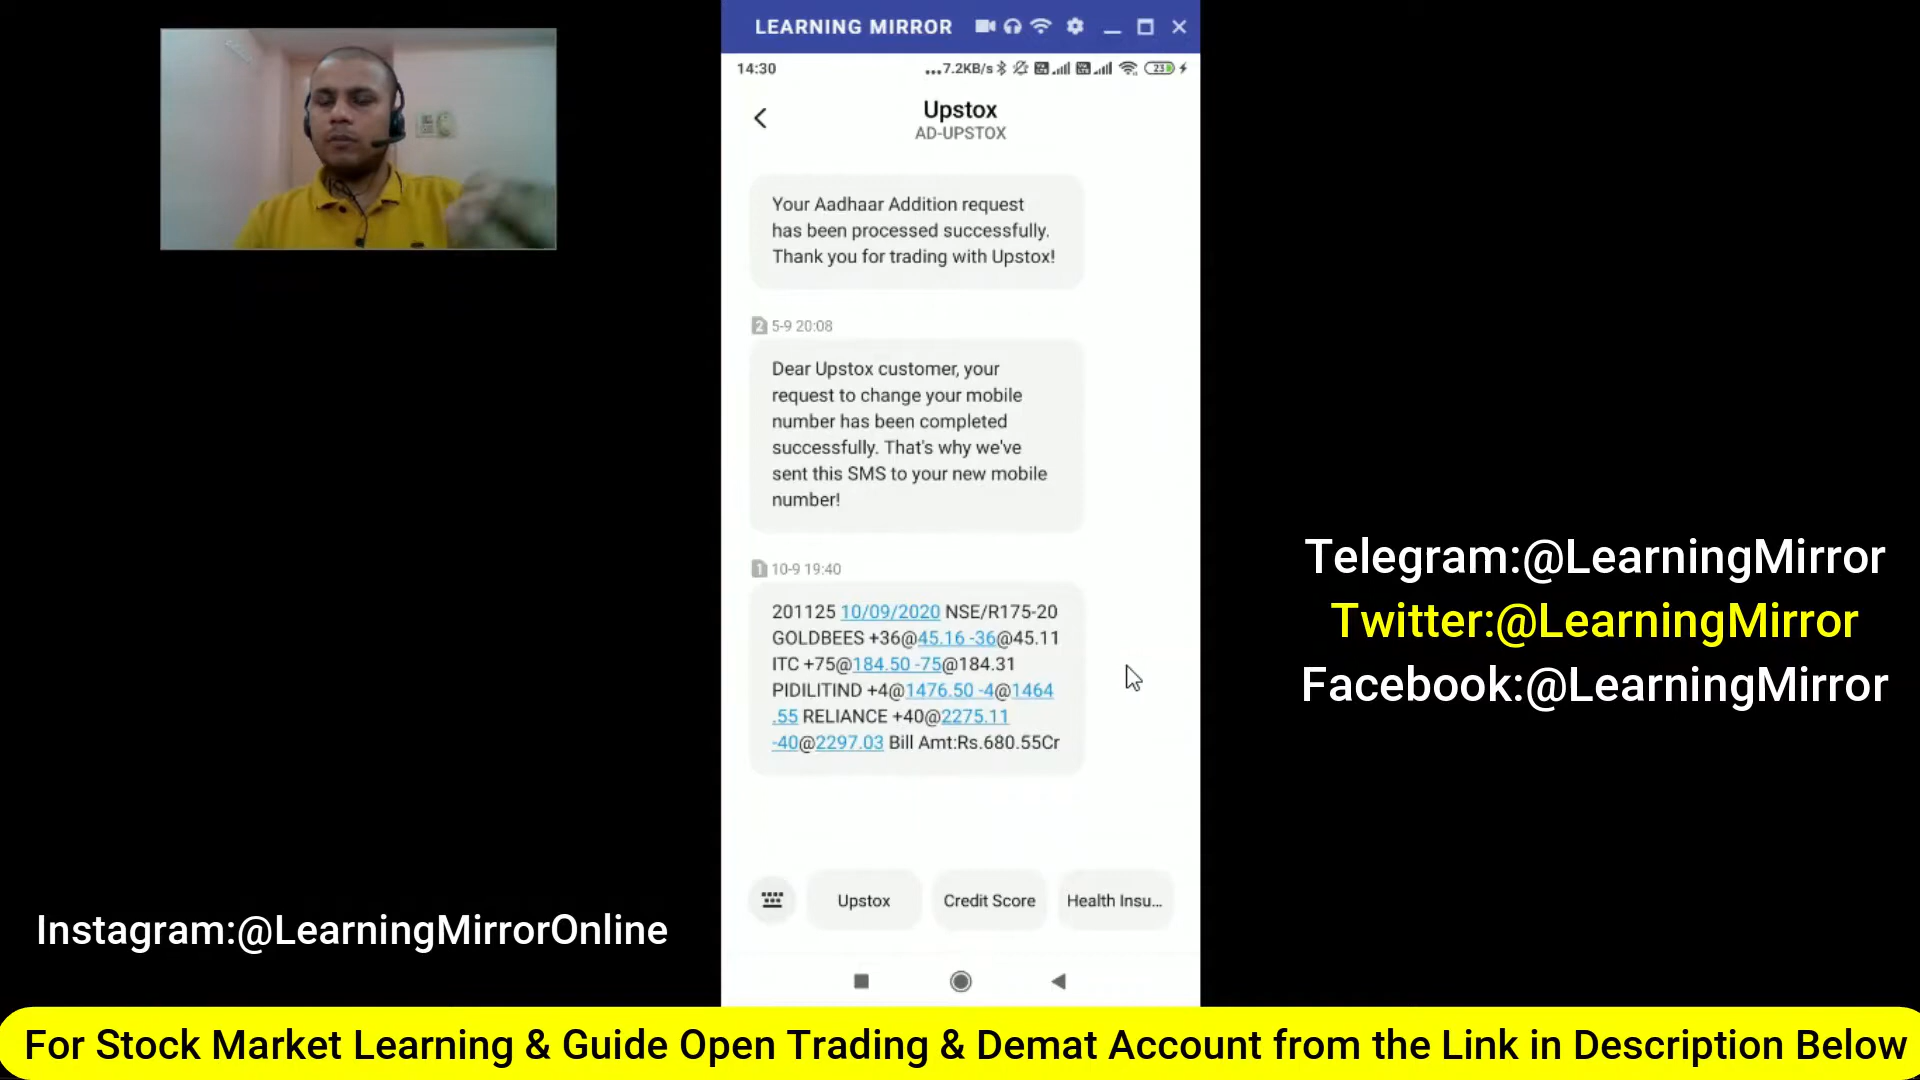 LEARNING MIRROR
14:30
...7.2KB/s
23
Upstox
AD-UPSTOX
Your Aadhaar Addition request
has been processed successfully.
Thank you for trading with Upstox!
2 5-9 20:08
Dear Upstox customer, your
request to change your mobile
number has been completed
successfully. That's why we've
sent this SMS to your new mobile
number!
1 10-9 19:40
201125 10/09/2020 NSE/R175-20
GOLDBEES +36@45.16 -36@45.11
ITC +75@184.50 -75@184.31
PIDILITIND +4@1476.50 -4@1464
.55 RELIANCE +40@2275.11
-40@2297.03 Bill Amt:Rs.680.55Cr
Upstox
Credit Score
Health Insu...
Telegram:@LearningMirror
Twitter:@LearningMirror
Facebook:@LearningMirror
Instagram:@LearningMirrorOnline
For Stock Market Learning & Guide Open Trading & Demat Account from the Link in Description Below